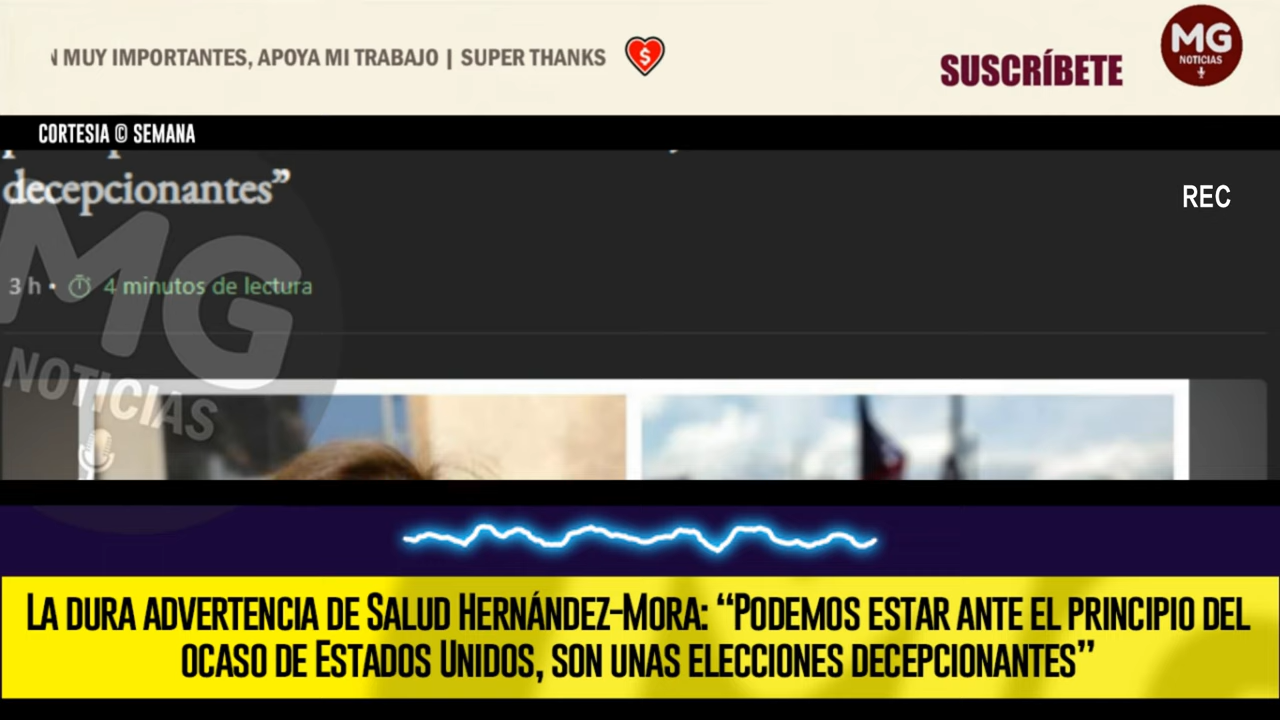 MUY IMPORTANTES, APOYA MI TRABAJO | SUPER THANKS
SUSCRÍBETE
MG
NOTICIAS
CORTESIA © SEMANA
decepcionantes”
REC
MG
3 h • 4 minutos de lectura
NOTICIAS
LA DURA ADVERTENCIA DE SALUD HERNÁNDEZ-MORA: “PODEMOS ESTAR ANTE EL PRINCIPIO DEL
OCASO DE ESTADOS UNIDOS, SON UNAS ELECCIONES DECEPCIONANTES”